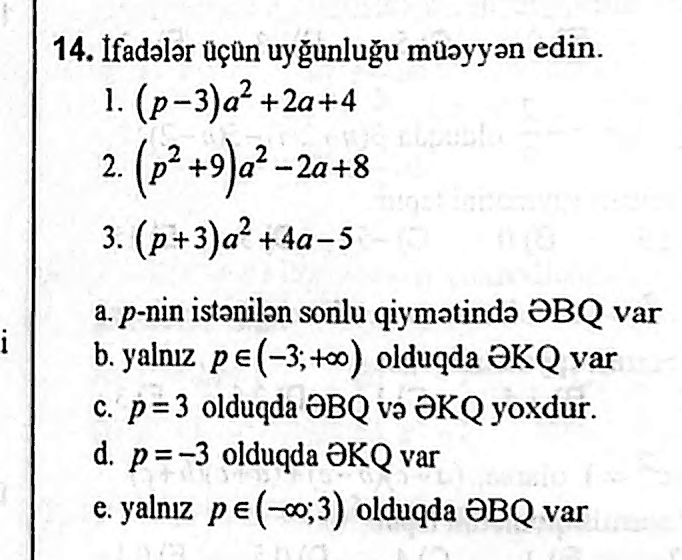 14. İfadələr üçün uyğunluğu müəyyən edin.
1. (p−3)a² +2a+4
2. (p² +9)a² −2a+8
3. (p+3)a² +4a−5
a. p-nin istənilən sonlu qiymətində ƏBQ var
b. yalnız p∈(−3;+∞) olduqda ƏKQ var
c. p=3 olduqda ƏBQ və ƏKQ yoxdur.
d. p=−3 olduqda ƏKQ var
e. yalnız p∈(−∞;3) olduqda ƏBQ var
i